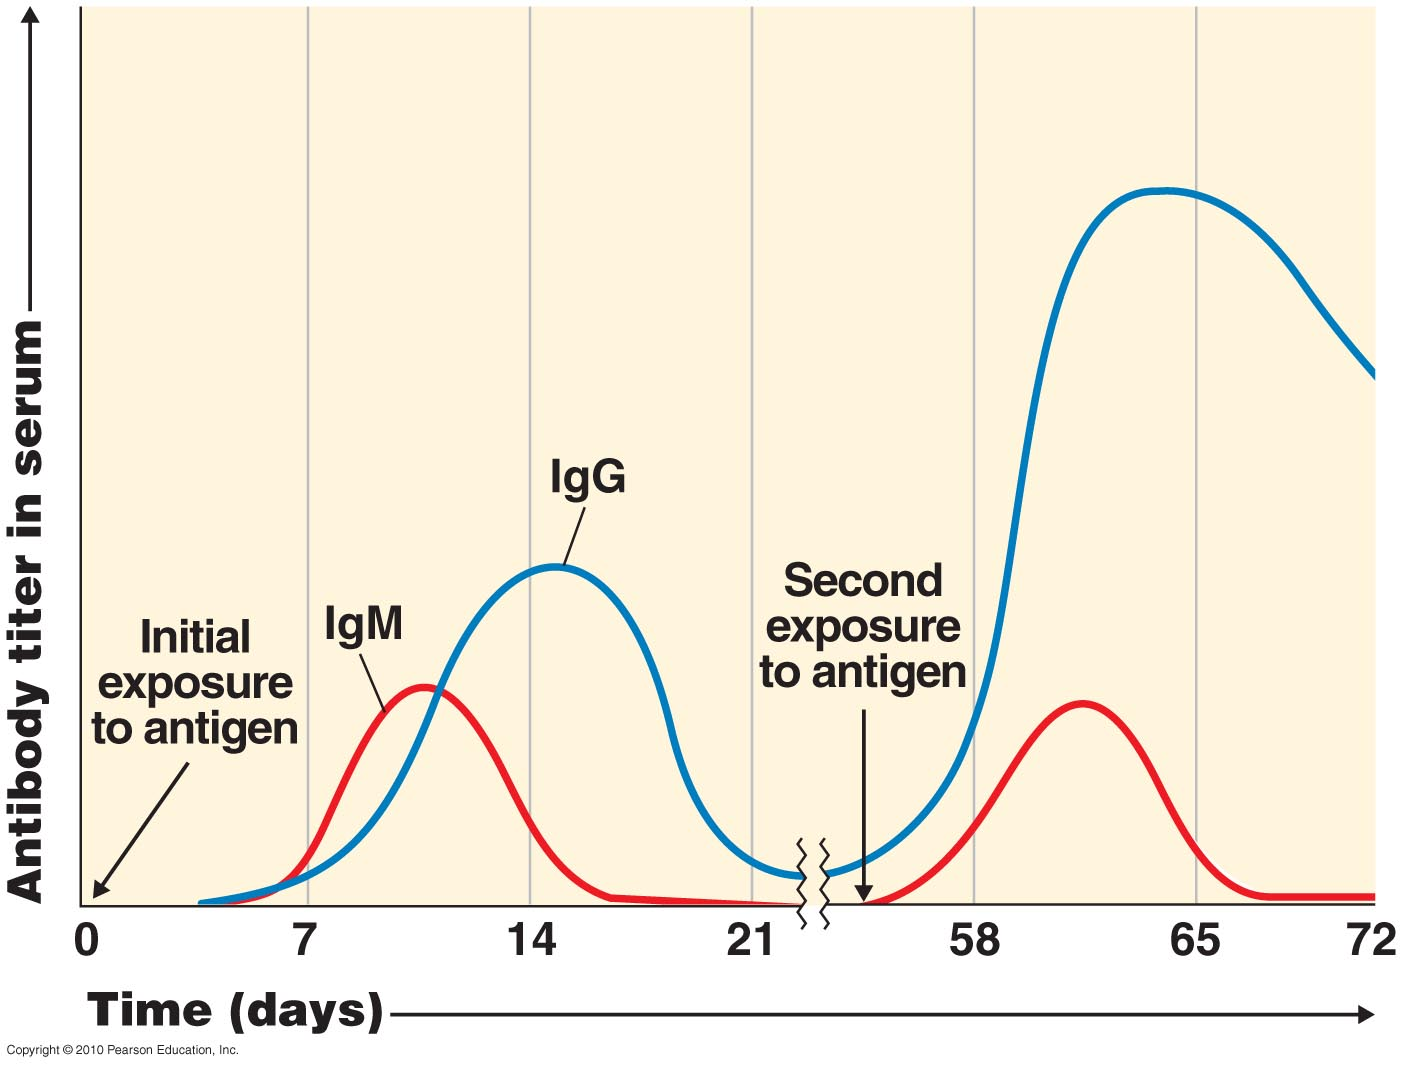 Antibody titer in serum
IgG
IgM
Initial
exposure
to antigen
Second
exposure
to antigen
0 7 14 21 58 65 72
Time (days)
Copyright © 2010 Pearson Education, Inc.